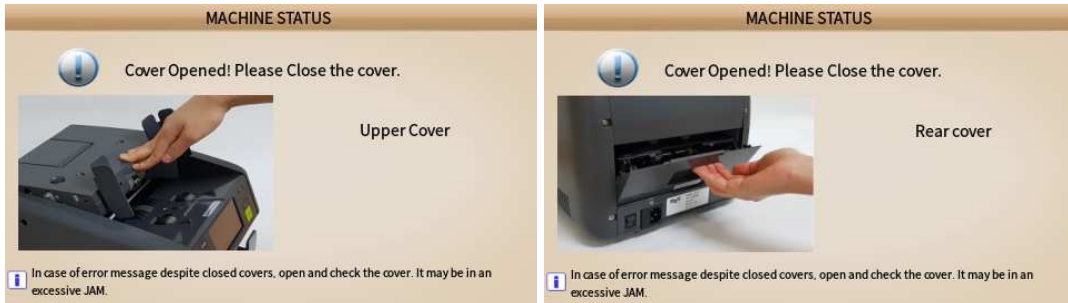 MACHINE STATUS
Cover Opened! Please Close the cover.
Upper Cover
In case of error message despite closed covers, open and check the cover. It may be in an
excessive JAM.
MACHINE STATUS
Cover Opened! Please Close the cover.
Rear cover
In case of error message despite closed covers, open and check the cover. It may be in an
excessive JAM.